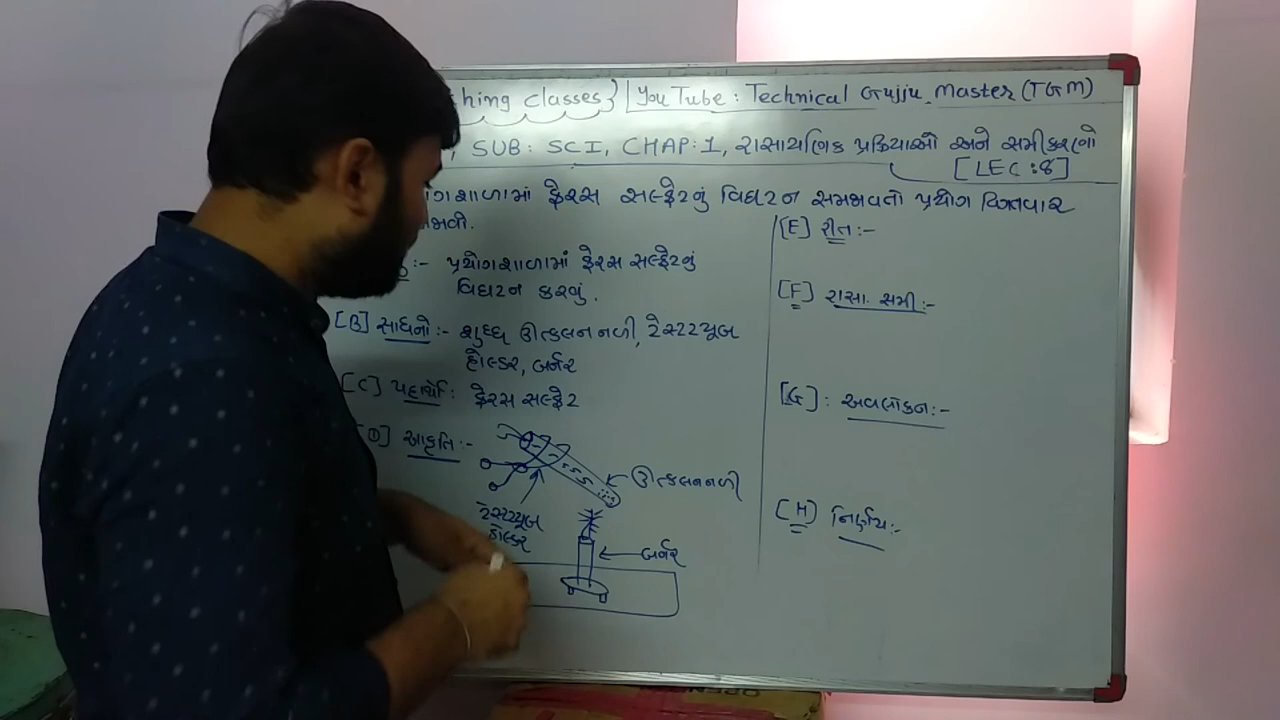 hing classes} | YouTube : Technical Gujju Master (TGM)
, SUB : SCI, CHAP : 1, રાસાયણિક પ્રક્રિયાઓ અને સમીકરણો
[LEC : 8]
ગશાળામાં ફેરસ સલ્ફેટનું વિઘટન સમજાવતો પ્રયોગ વિગતવાર
[E] રીત :-
:- પ્રયોગશાળામાં ફેરસ સલ્ફેટનું
વિઘટન કરવું.
[F] રાસા. સમી :-
[B] સાધનો :- શુધ્ધ ઊત્કલનનળી, ટેસ્ટટ્યૂબ
હોલ્ડર, બર્નર
[C] પદાર્થો : ફેરસ સલ્ફેટ
[G] : અવલોકન :-
[D] આકૃતિ :-
ઊત્કલનનળી
ટેસ્ટટ્યૂબ
હોલ્ડર
[H] નિર્ણય :-
બર્નર